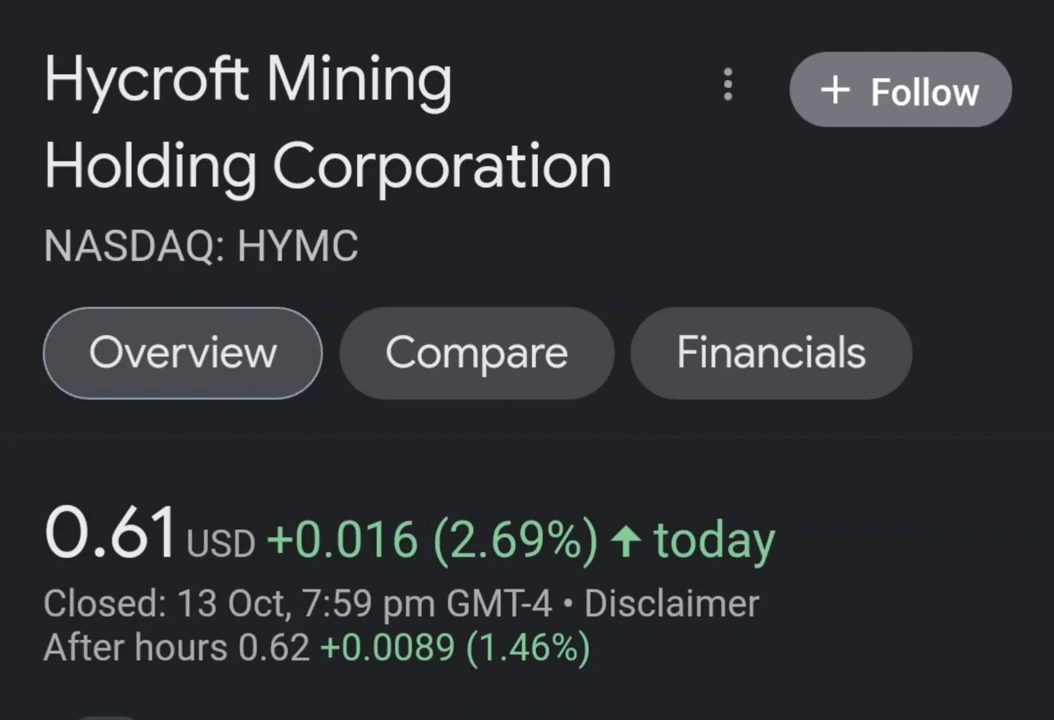 Hycroft Mining
Holding Corporation
+ Follow
NASDAQ: HYMC
Overview Compare Financials
0.61 USD +0.016 (2.69%) ↑ today
Closed: 13 Oct, 7:59 pm GMT-4 • Disclaimer
After hours 0.62 +0.0089 (1.46%)